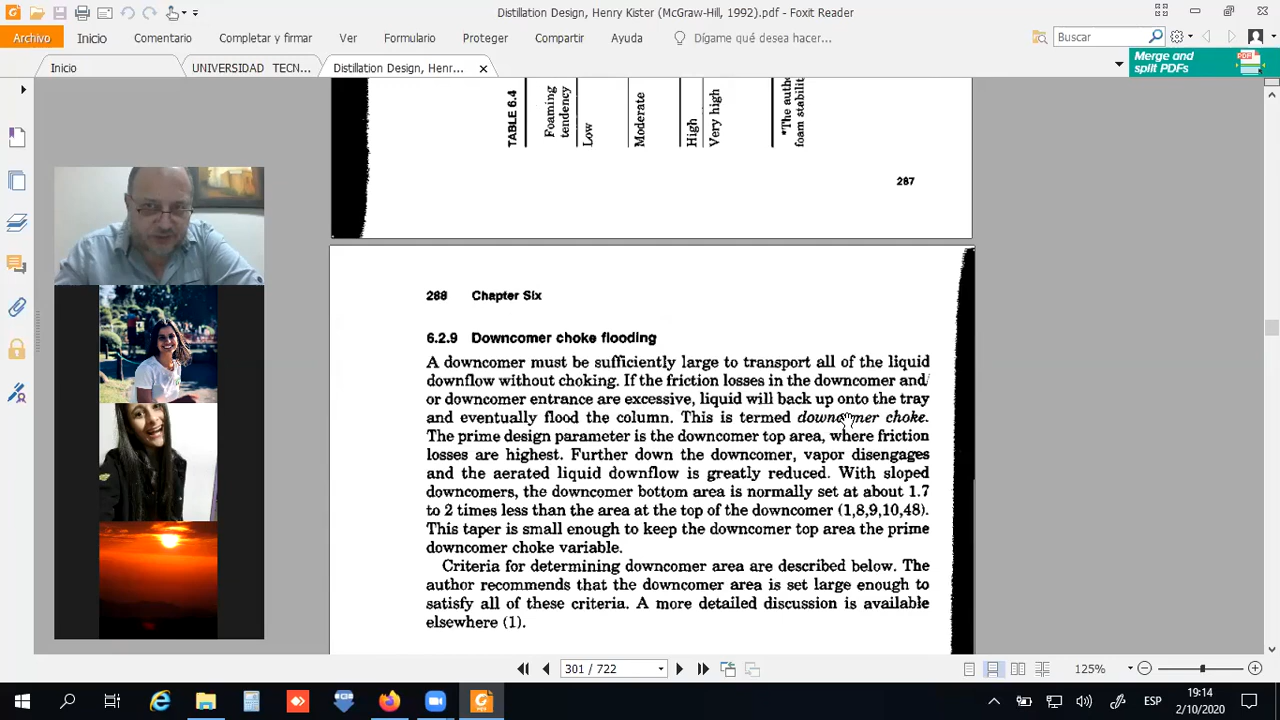 Distillation Design, Henry Kister (McGraw-Hill, 1992).pdf - Foxit Reader
Archivo Inicio Comentario Completar y firmar Ver Formulario Proteger Compartir Ayuda Dígame qué desea hacer... Buscar
Inicio UNIVERSIDAD TECN... Distillation Design, Henr...
Merge and
split PDFs
PDF
TABLE 6.4
Foaming
tendency
Low
Moderate
High
Very high
*The auth
foam stabilit
287
288 Chapter Six
6.2.9 Downcomer choke flooding
A downcomer must be sufficiently large to transport all of the liquid
downflow without choking. If the friction losses in the downcomer and/
or downcomer entrance are excessive, liquid will back up onto the tray
and eventually flood the column. This is termed downcomer choke.
The prime design parameter is the downcomer top area, where friction
losses are highest. Further down the downcomer, vapor disengages
and the aerated liquid downflow is greatly reduced. With sloped
downcomers, the downcomer bottom area is normally set at about 1.7
to 2 times less than the area at the top of the downcomer (1,8,9,10,48).
This taper is small enough to keep the downcomer top area the prime
downcomer choke variable.
Criteria for determining downcomer area are described below. The
author recommends that the downcomer area is set large enough to
satisfy all of these criteria. A more detailed discussion is available
elsewhere (1).
301 / 722
125%
ESP
19:14
2/10/2020